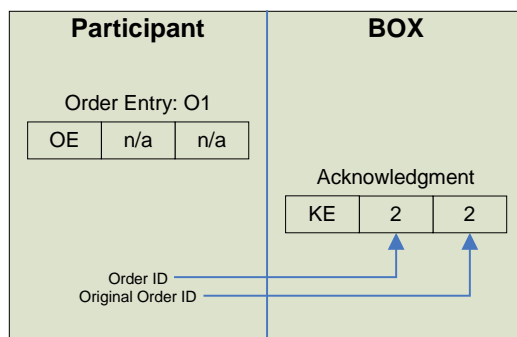 Participant BOX
Order Entry: O1
OE n/a n/a
Acknowledgment
KE 2 2
Order ID
Original Order ID